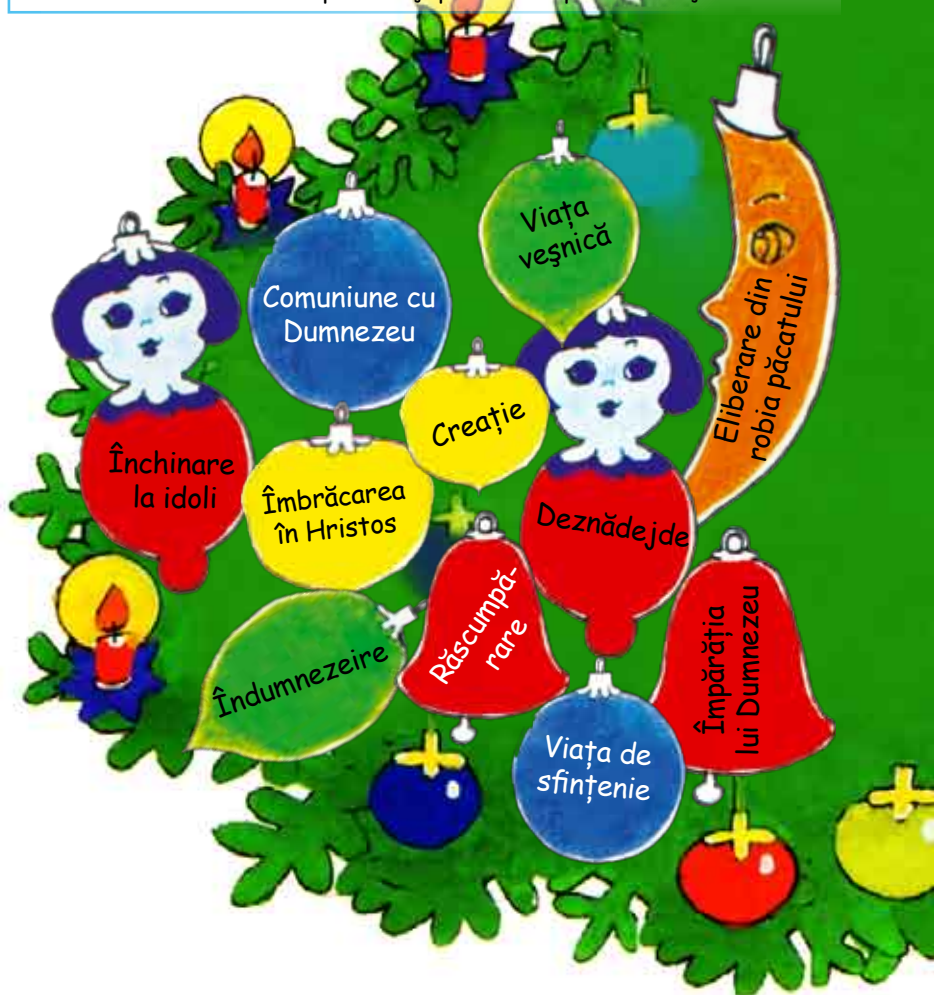 Viața
veşnică
Comuniune cu
Dumnezeu
Eliberare din
robia păcatului
Creație
Închinare
la idoli
Îmbrăcarea
în Hristos
Deznădejde
Răscumpă-
rare
Împărăția
lui Dumnezeu
Îndumnezeire
Viața de
sfințenie